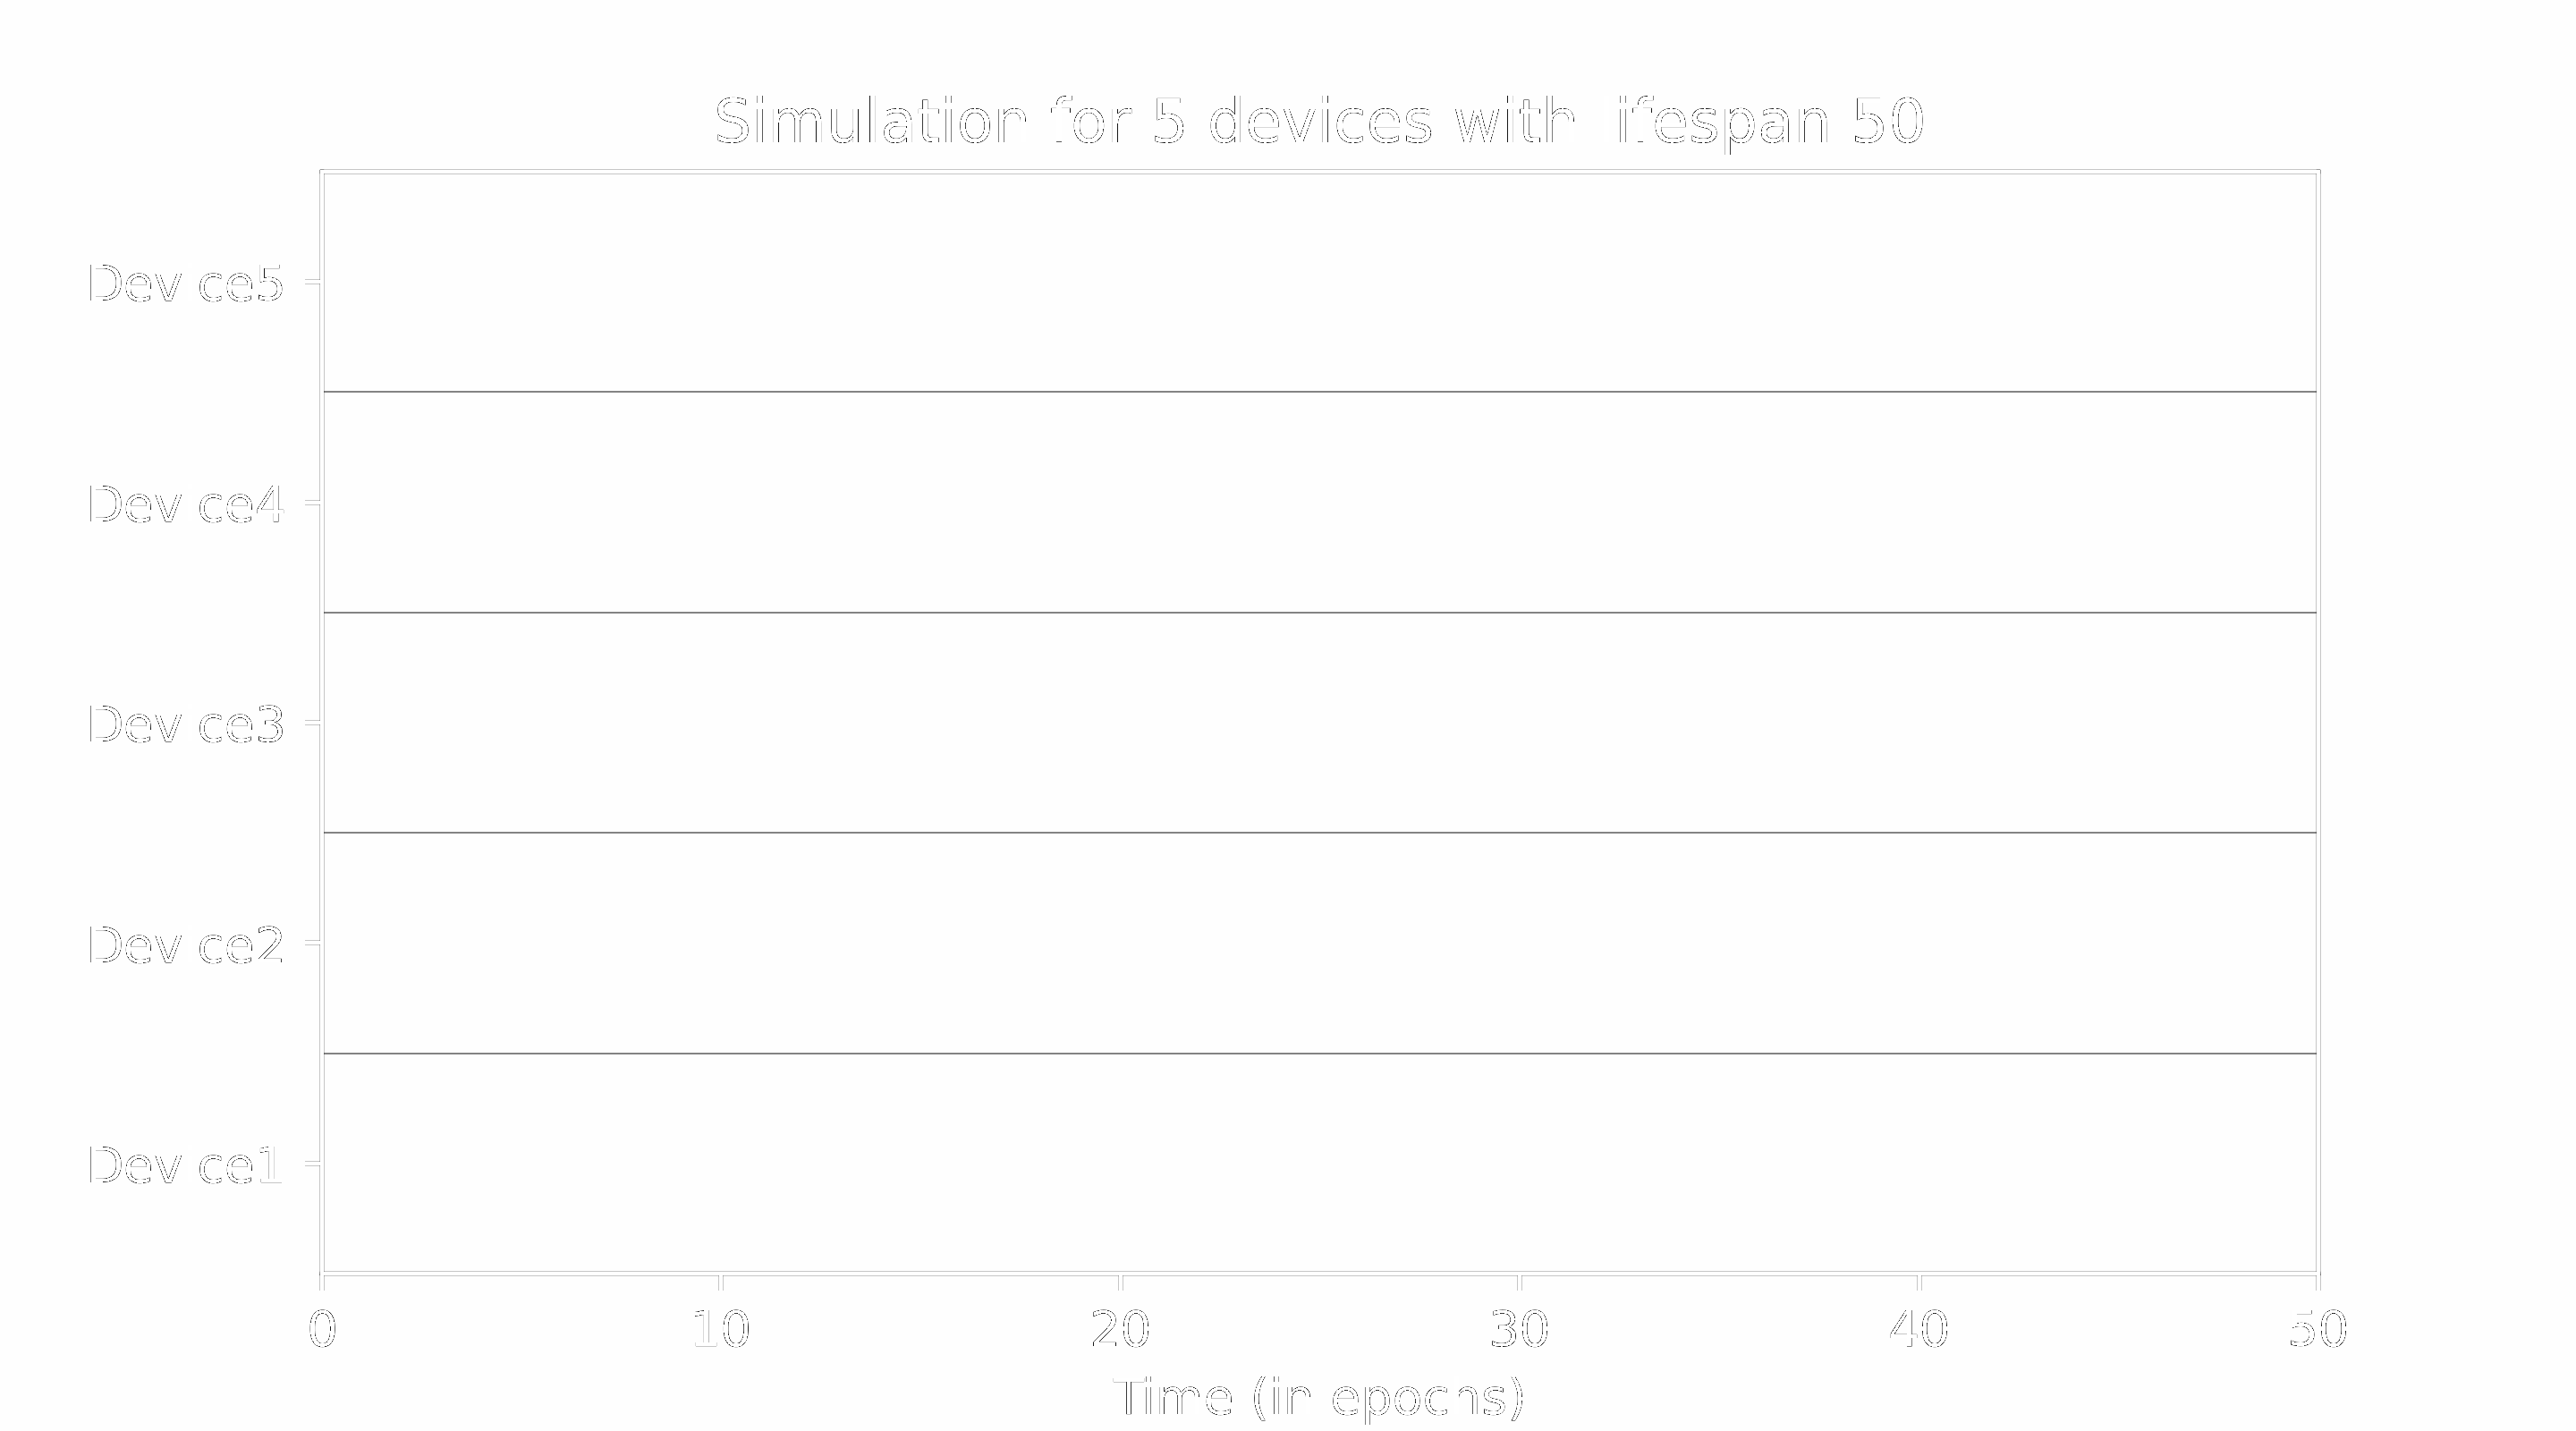 Simulation for 5 devices with lifespan 50
Device5
Device4
Device3
Device2
Device1
0 10 20 30 40 50
Time (in epochs)